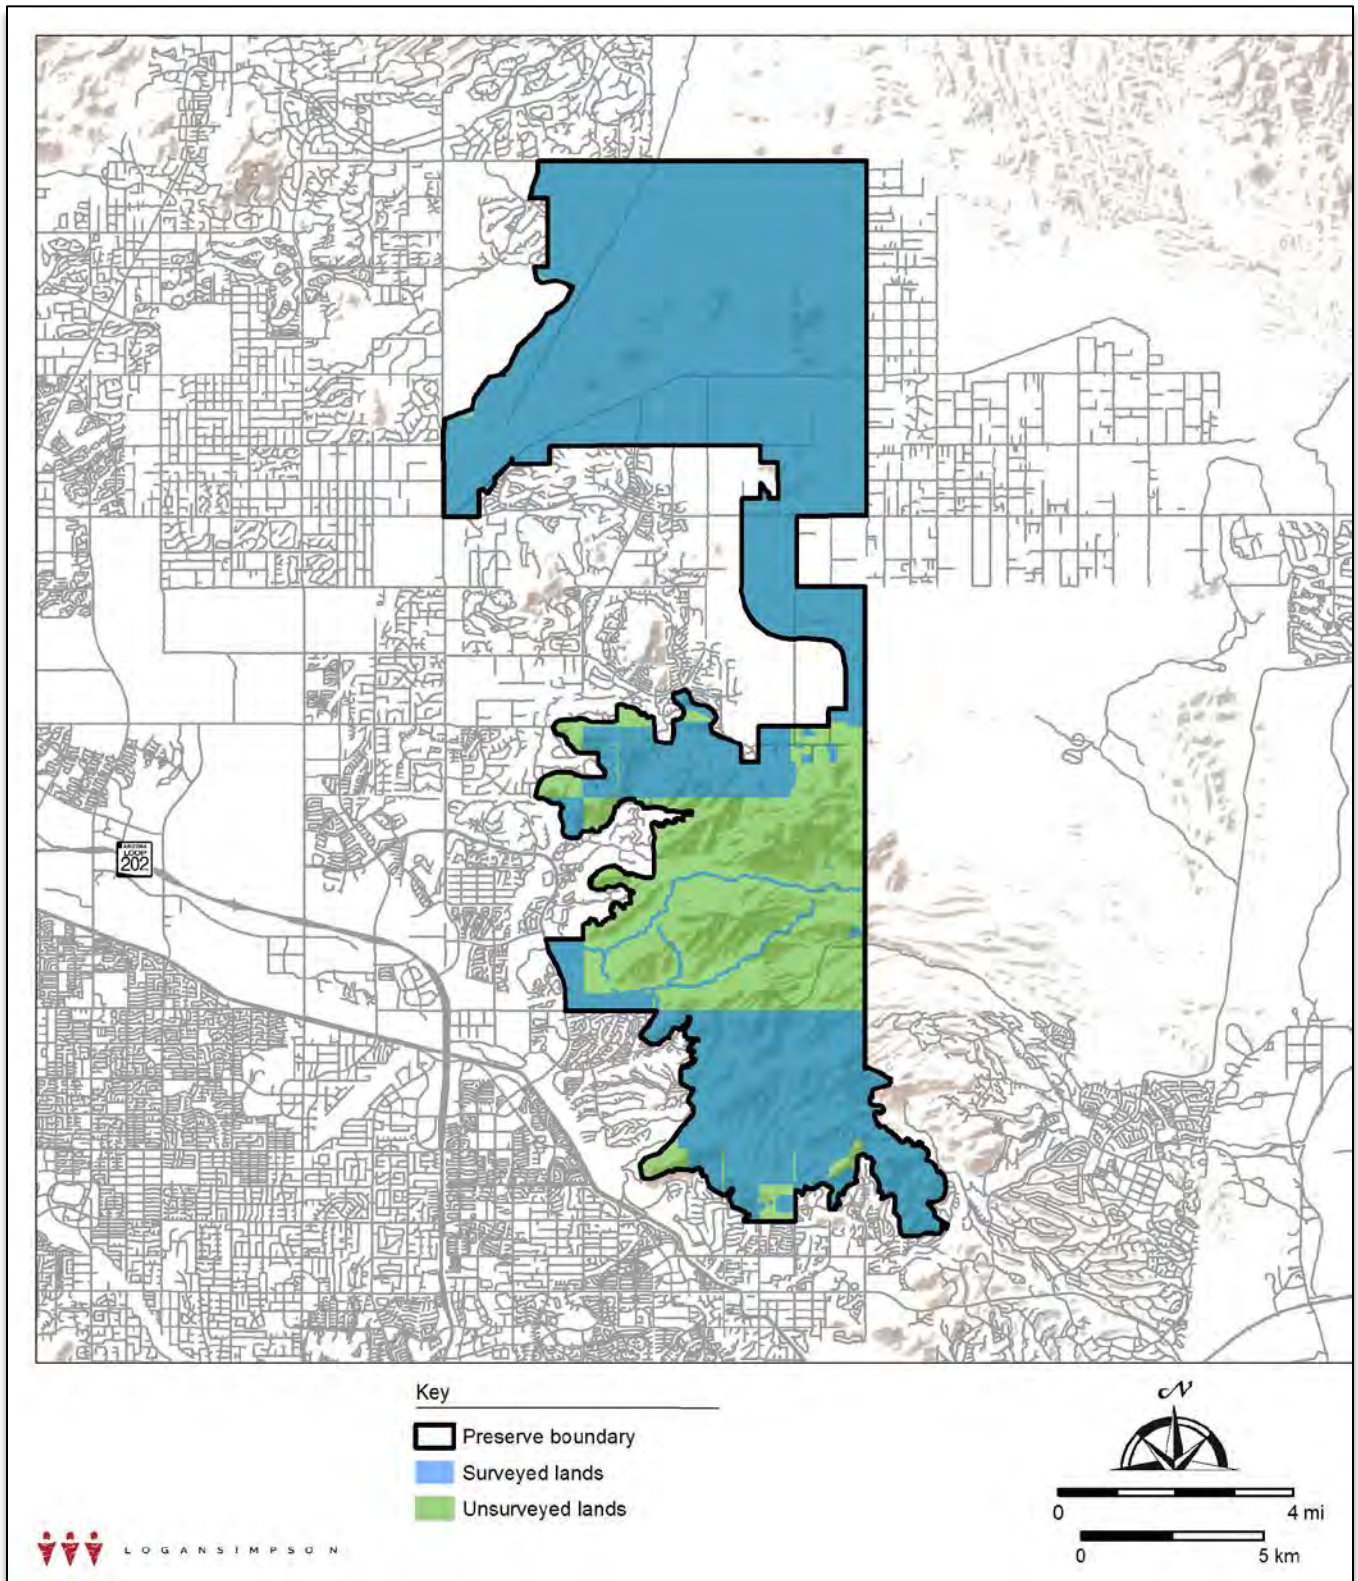 ARIZONA
LOOP
202
Key
Preserve boundary
Surveyed lands
Unsurveyed lands
N
0 4 mi
0 5 km
LOGANSIMPSON